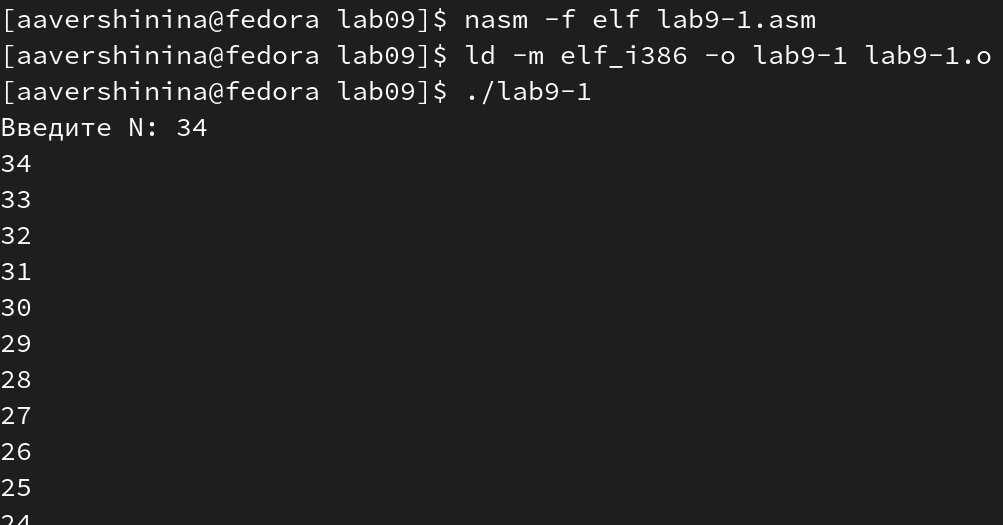 [aavershinina@fedora lab09]$ nasm -f elf lab9-1.asm
[aavershinina@fedora lab09]$ ld -m elf_i386 -o lab9-1 lab9-1.o
[aavershinina@fedora lab09]$ ./lab9-1
Введите N: 34
34
33
32
31
30
29
28
27
26
25
24